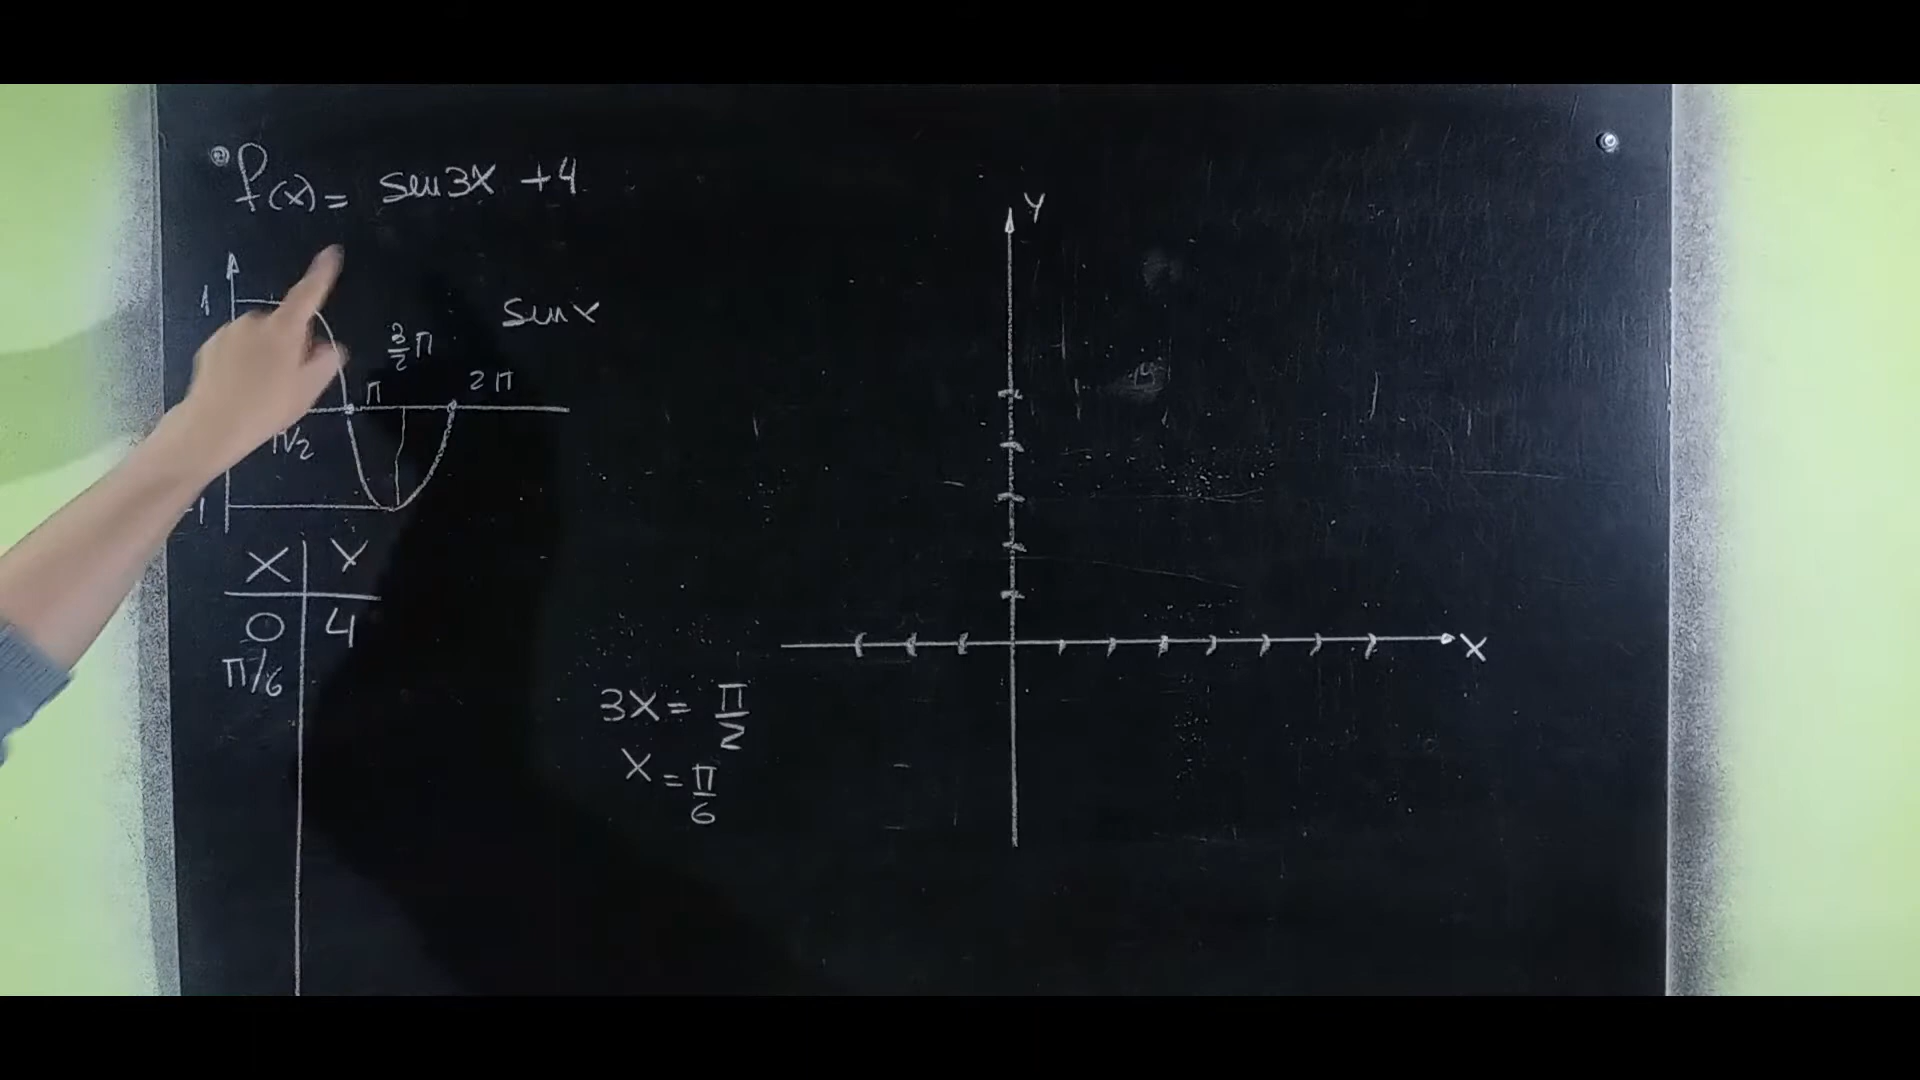 f(x) = sen3x +4
1
sen x
3/2 π
π
2π
π/2
-1
X Y
0 4
π/6
3X = π/2
X = π/6
Y
X